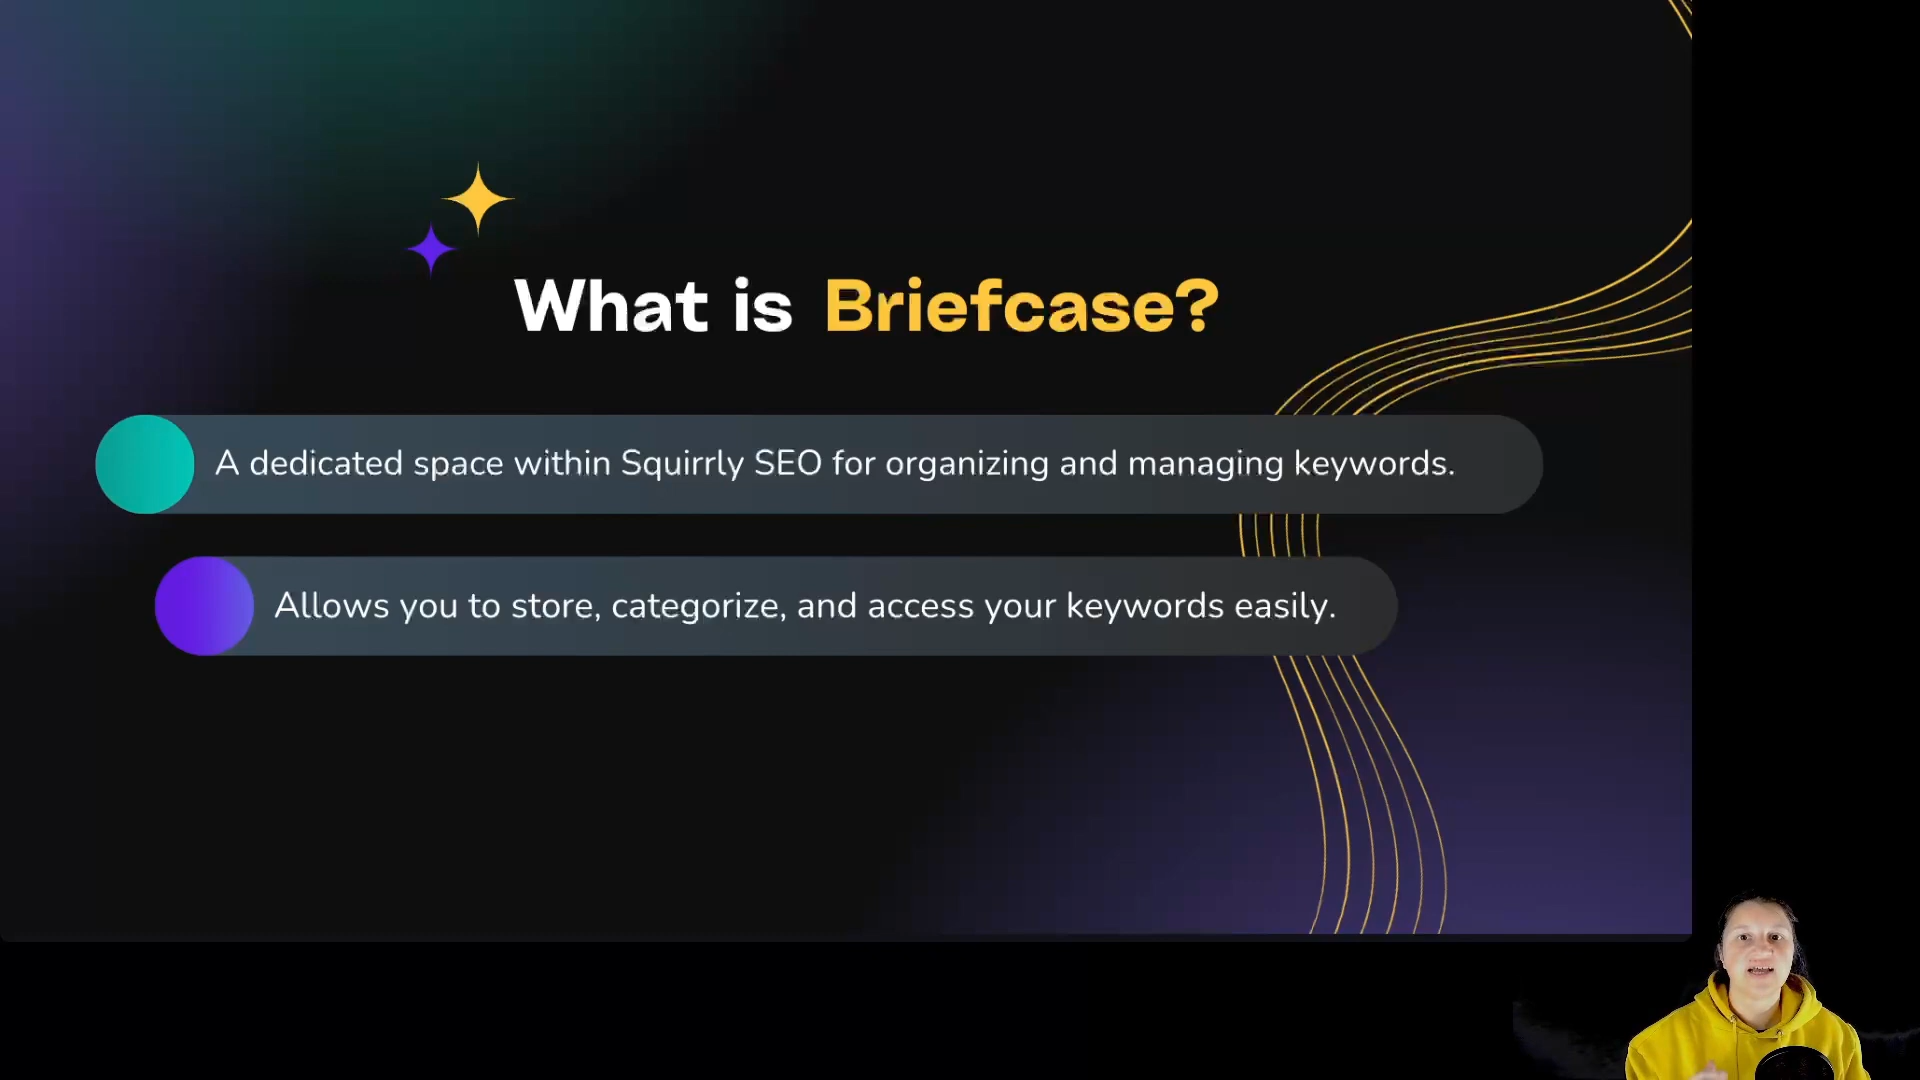 What is Briefcase?
A dedicated space within Squirrly SEO for organizing and managing keywords.
Allows you to store, categorize, and access your keywords easily.